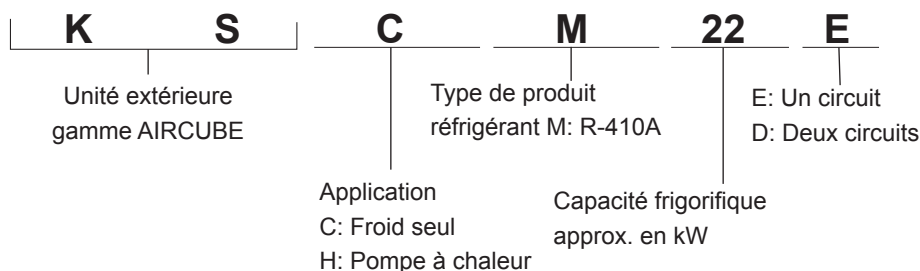 K S C M 22 E
Unité extérieure
gamme AIRCUBE
Type de produit
réfrigérant M: R-410A
E: Un circuit
D: Deux circuits
Application
C: Froid seul
H: Pompe à chaleur
Capacité frigorifique
approx. en kW